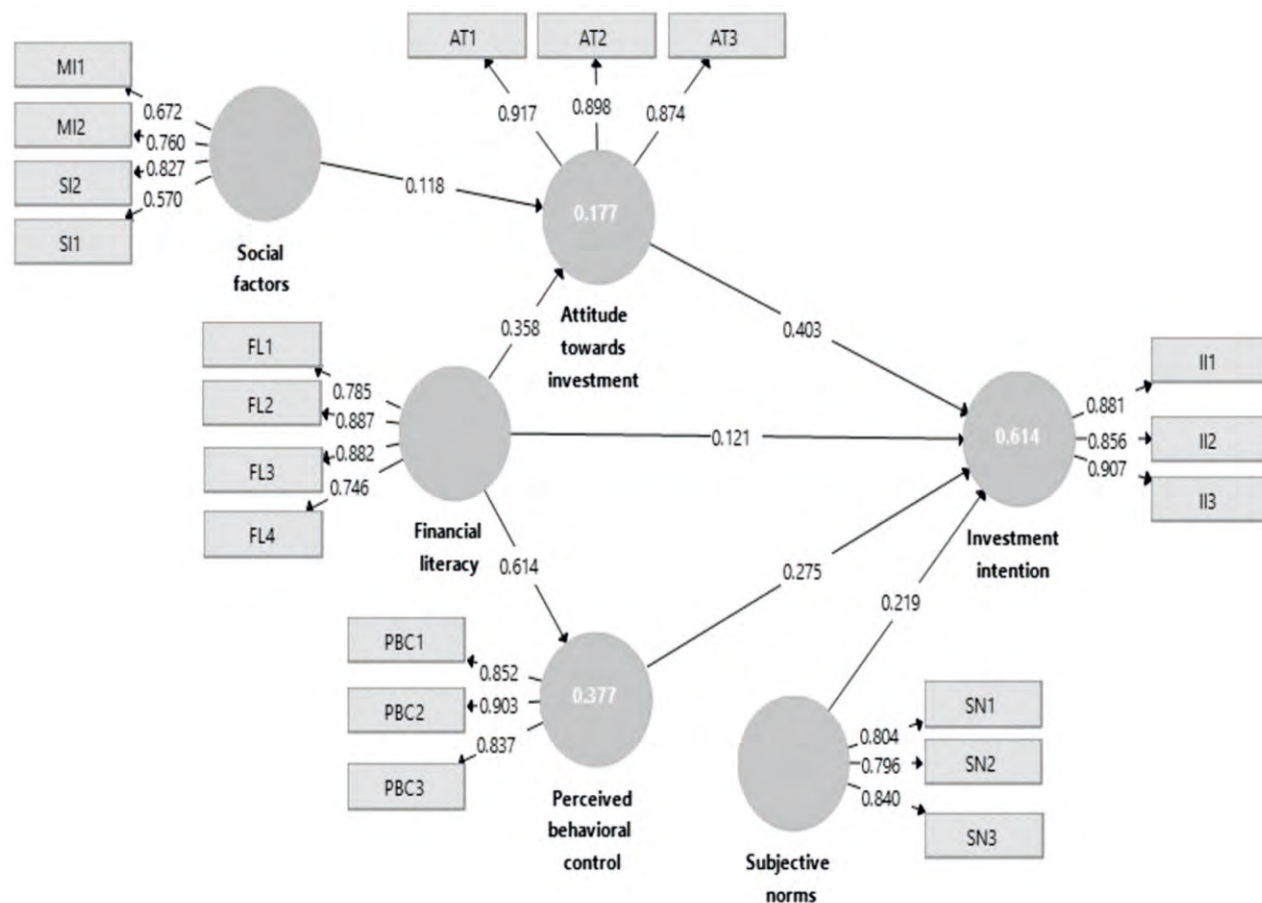 AT1
AT2
AT3
0.917
0.898
0.874
MI1
MI2
SI2
SI1
0.672
0.760
0.827
0.570
Social
factors
0.118
0.177
Attitude
towards
investment
0.358
0.403
FL1
FL2
FL3
FL4
0.785
0.887
0.882
0.746
Financial
literacy
0.121
0.614
Investment
intention
0.881
0.856
0.907
II1
II2
II3
0.614
0.275
0.219
PBC1
PBC2
PBC3
0.852
0.903
0.837
0.377
Perceived
behavioral
control
Subjective
norms
0.804
0.796
0.840
SN1
SN2
SN3